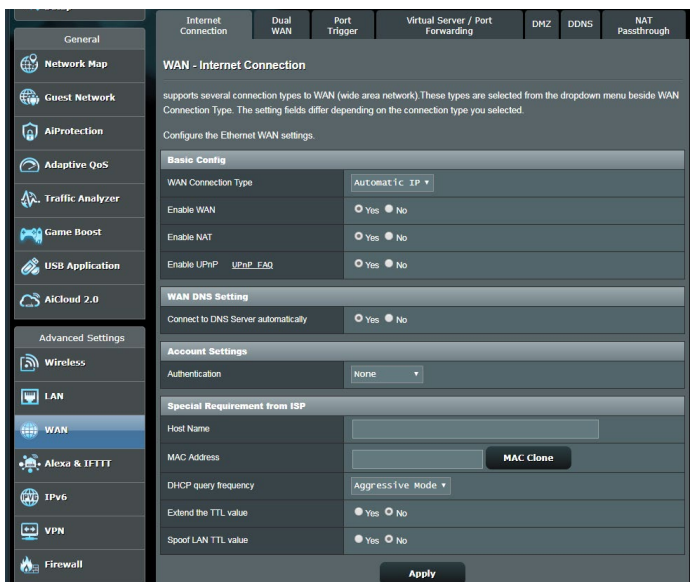 General
Network Map
Guest Network
AiProtection
Adaptive QoS
Traffic Analyzer
Game Boost
USB Application
AiCloud 2.0
Advanced Settings
Wireless
LAN
WAN
Alexa & IFTTT
IPv6
VPN
Firewall
Internet Connection
Dual WAN
Port Trigger
Virtual Server / Port Forwarding
DMZ
DDNS
NAT Passthrough
WAN - Internet Connection
supports several connection types to WAN (wide area network).These types are selected from the dropdown menu beside WAN
Connection Type. The setting fields differ depending on the connection type you selected.
Configure the Ethernet WAN settings.
Basic Config
WAN Connection Type Automatic IP
Enable WAN Yes No
Enable NAT Yes No
Enable UPnP UPnP FAQ Yes No
WAN DNS Setting
Connect to DNS Server automatically Yes No
Account Settings
Authentication None
Special Requirement from ISP
Host Name
MAC Address MAC Clone
DHCP query frequency Aggressive Mode
Extend the TTL value Yes No
Spoof LAN TTL value Yes No
Apply